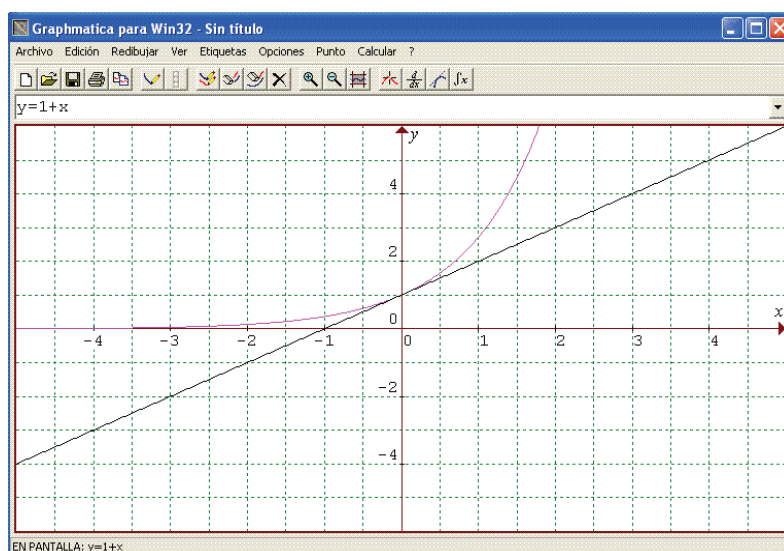 Graphmatica para Win32 - Sin título
Archivo Edición Redibujar Ver Etiquetas Opciones Punto Calcular ?
d/dx ∫x
y=1+x
y
4
2
0
-4 -3 -2 -1 0 1 2 3 4 x
-2
-4
EN PANTALLA: y=1+x